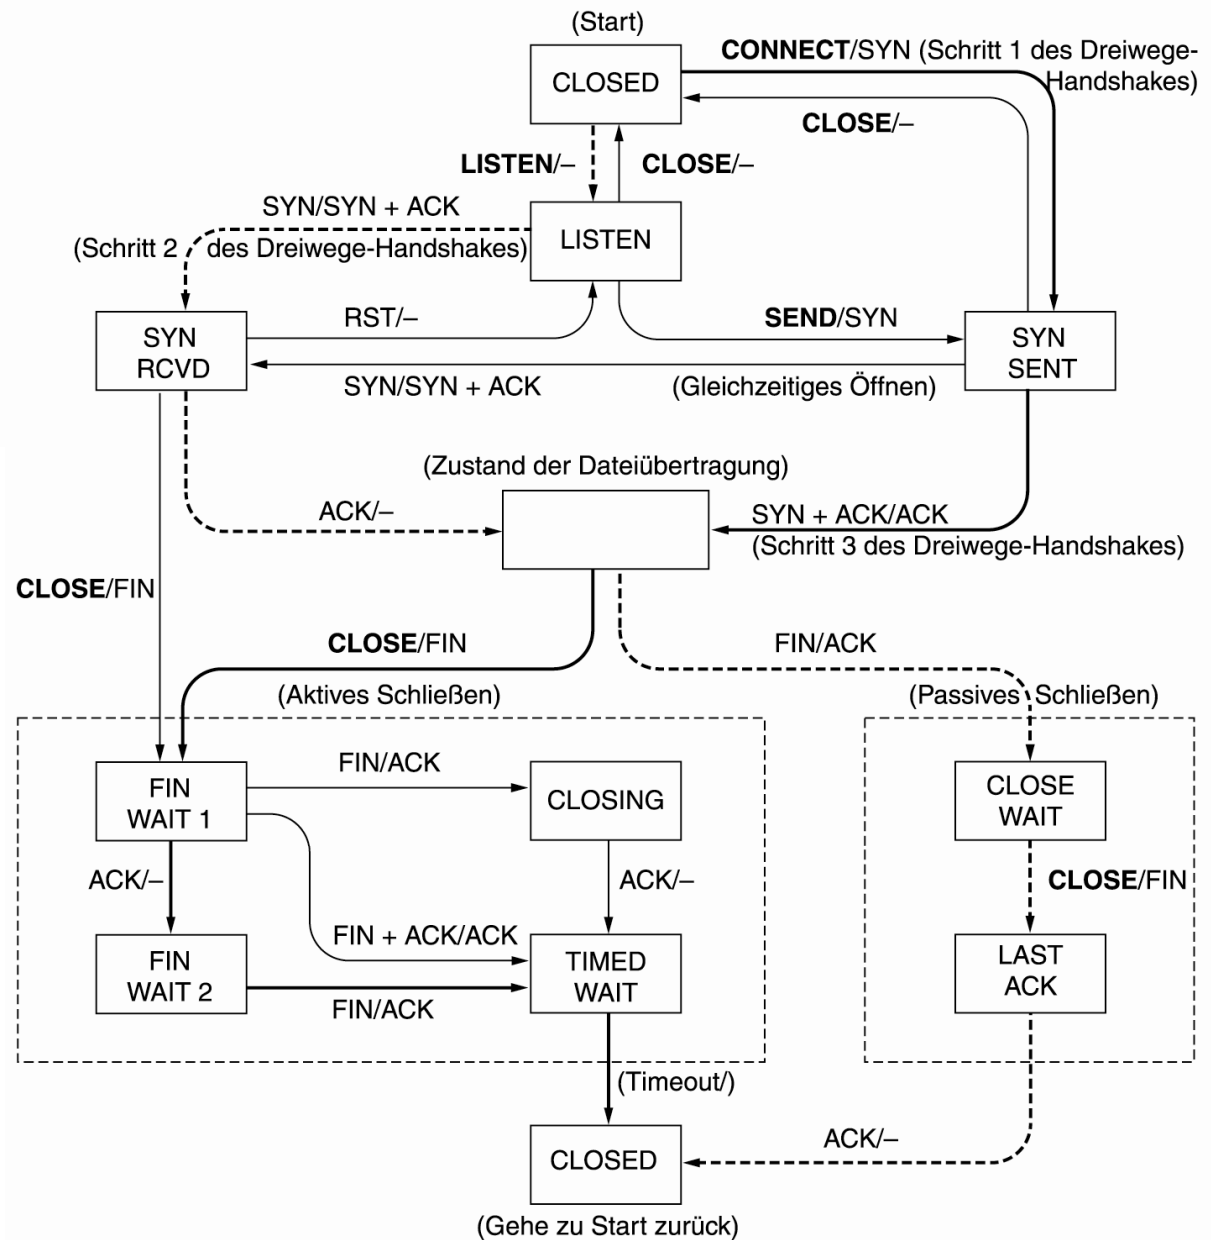 (Start)
CONNECT/SYN (Schritt 1 des Dreiwege-
Handshakes)
CLOSED
CLOSE/–
LISTEN/–
CLOSE/–
SYN/SYN + ACK
(Schritt 2 des Dreiwege-Handshakes)
LISTEN
RST/–
SEND/SYN
SYN
RCVD
SYN
SENT
SYN/SYN + ACK
(Gleichzeitiges Öffnen)
(Zustand der Dateiübertragung)
ACK/–
SYN + ACK/ACK
(Schritt 3 des Dreiwege-Handshakes)
CLOSE/FIN
CLOSE/FIN
FIN/ACK
(Aktives Schließen)
(Passives Schließen)
FIN/ACK
FIN
WAIT 1
CLOSING
CLOSE
WAIT
ACK/–
ACK/–
CLOSE/FIN
FIN + ACK/ACK
FIN
WAIT 2
TIMED
WAIT
LAST
ACK
FIN/ACK
(Timeout/)
ACK/–
CLOSED
(Gehe zu Start zurück)